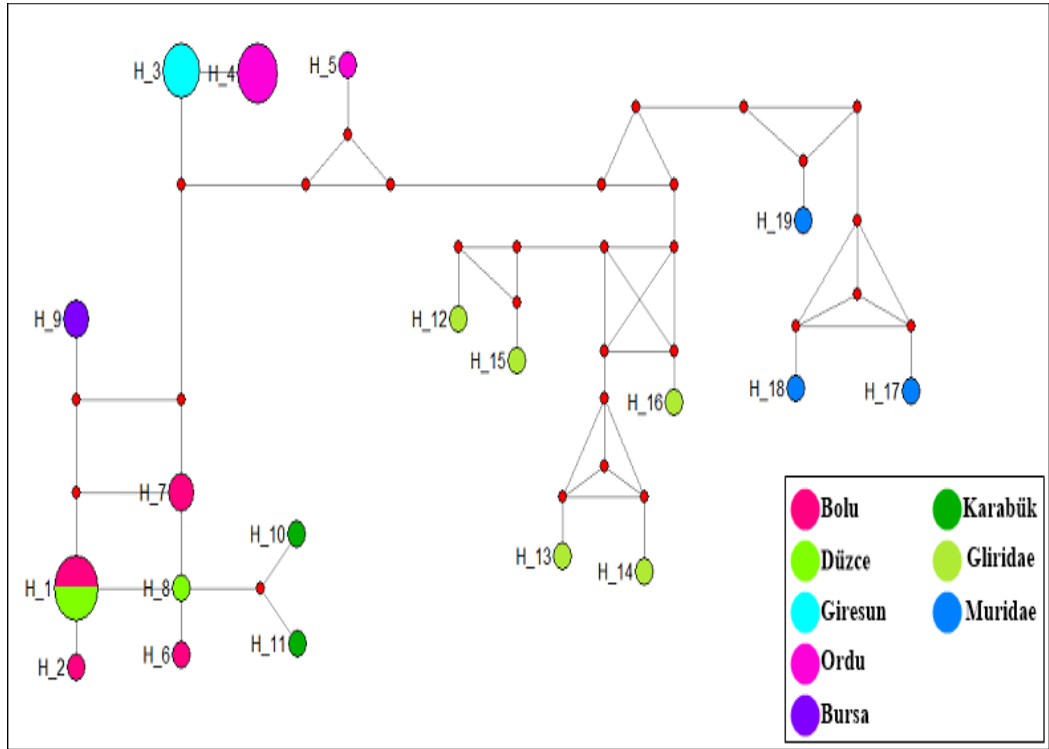 H_3
H_4
H_5
H_19
H_9
H_12
H_15
H_16
H_18
H_17
H_7
H_10
H_13
H_14
H_1
H_8
H_11
H_2
H_6
Bolu
Karabük
Düzce
Gliridae
Giresun
Muridae
Ordu
Bursa